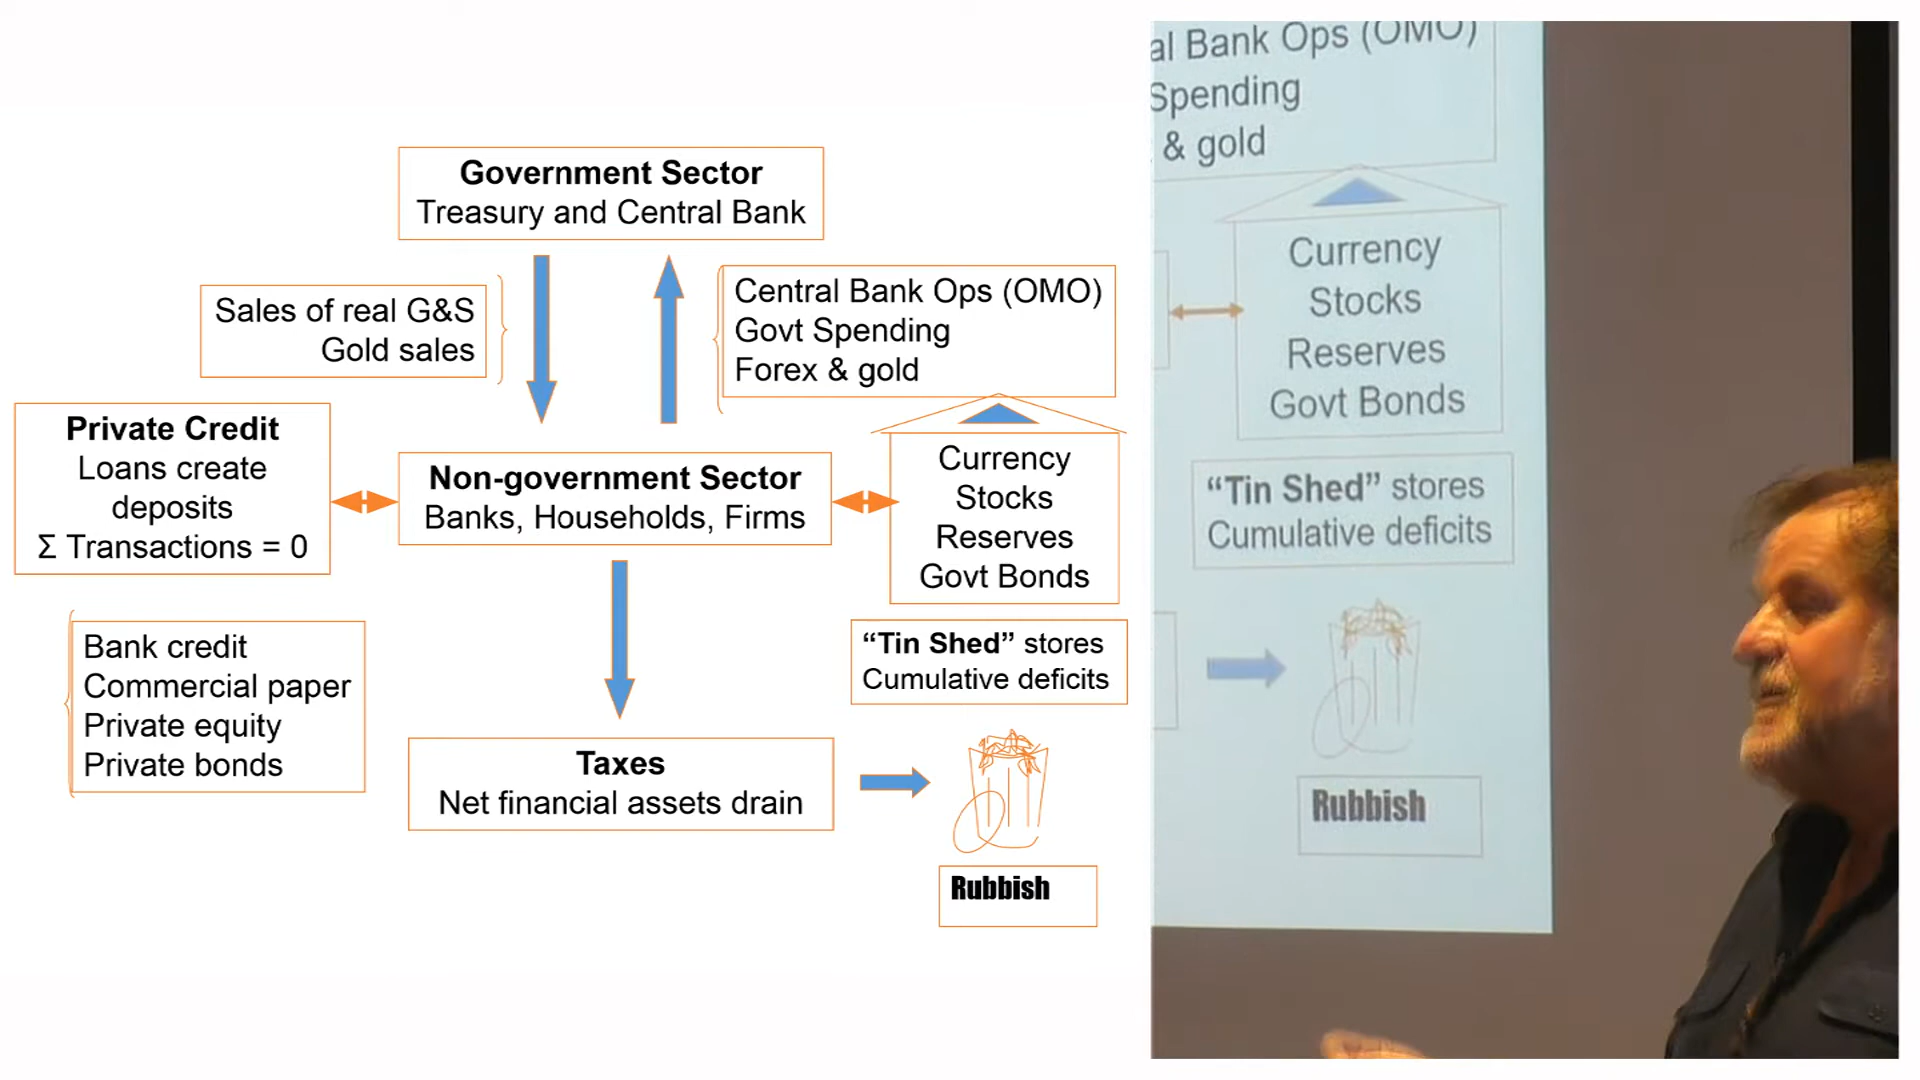 Government Sector
Treasury and Central Bank
Sales of real G&S
Gold sales
Central Bank Ops (OMO)
Govt Spending
Forex & gold
Private Credit
Loans create
deposits
Σ Transactions = 0
Non-government Sector
Banks, Households, Firms
Currency
Stocks
Reserves
Govt Bonds
Bank credit
Commercial paper
Private equity
Private bonds
"Tin Shed" stores
Cumulative deficits
Taxes
Net financial assets drain
Rubbish
al Bank Ops (OMO)
Spending
& gold
Currency
Stocks
Reserves
Govt Bonds
"Tin Shed" stores
Cumulative deficits
Rubbish